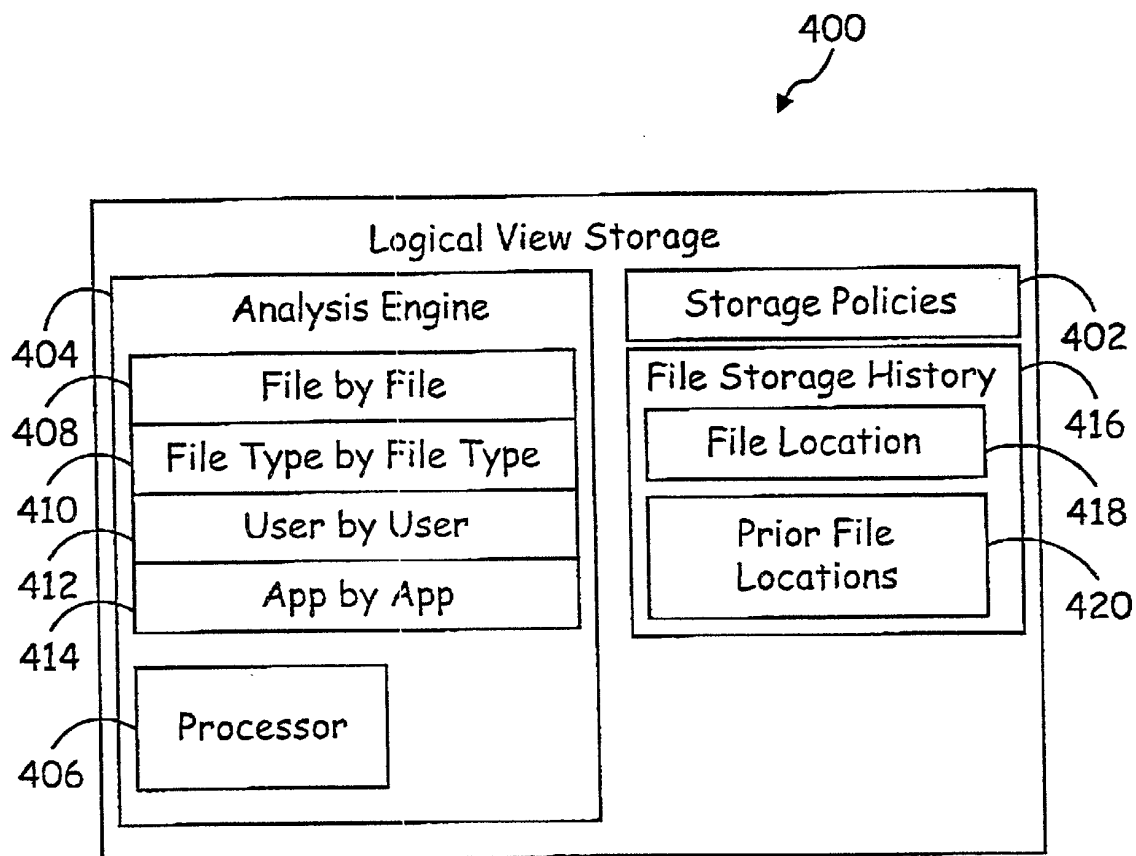 400
Logical View Storage
Analysis Engine
404
File by File
408
File Type by File Type
410
User by User
412
App by App
414
Processor
406
Storage Policies
402
File Storage History
416
File Location
418
Prior File
Locations
420